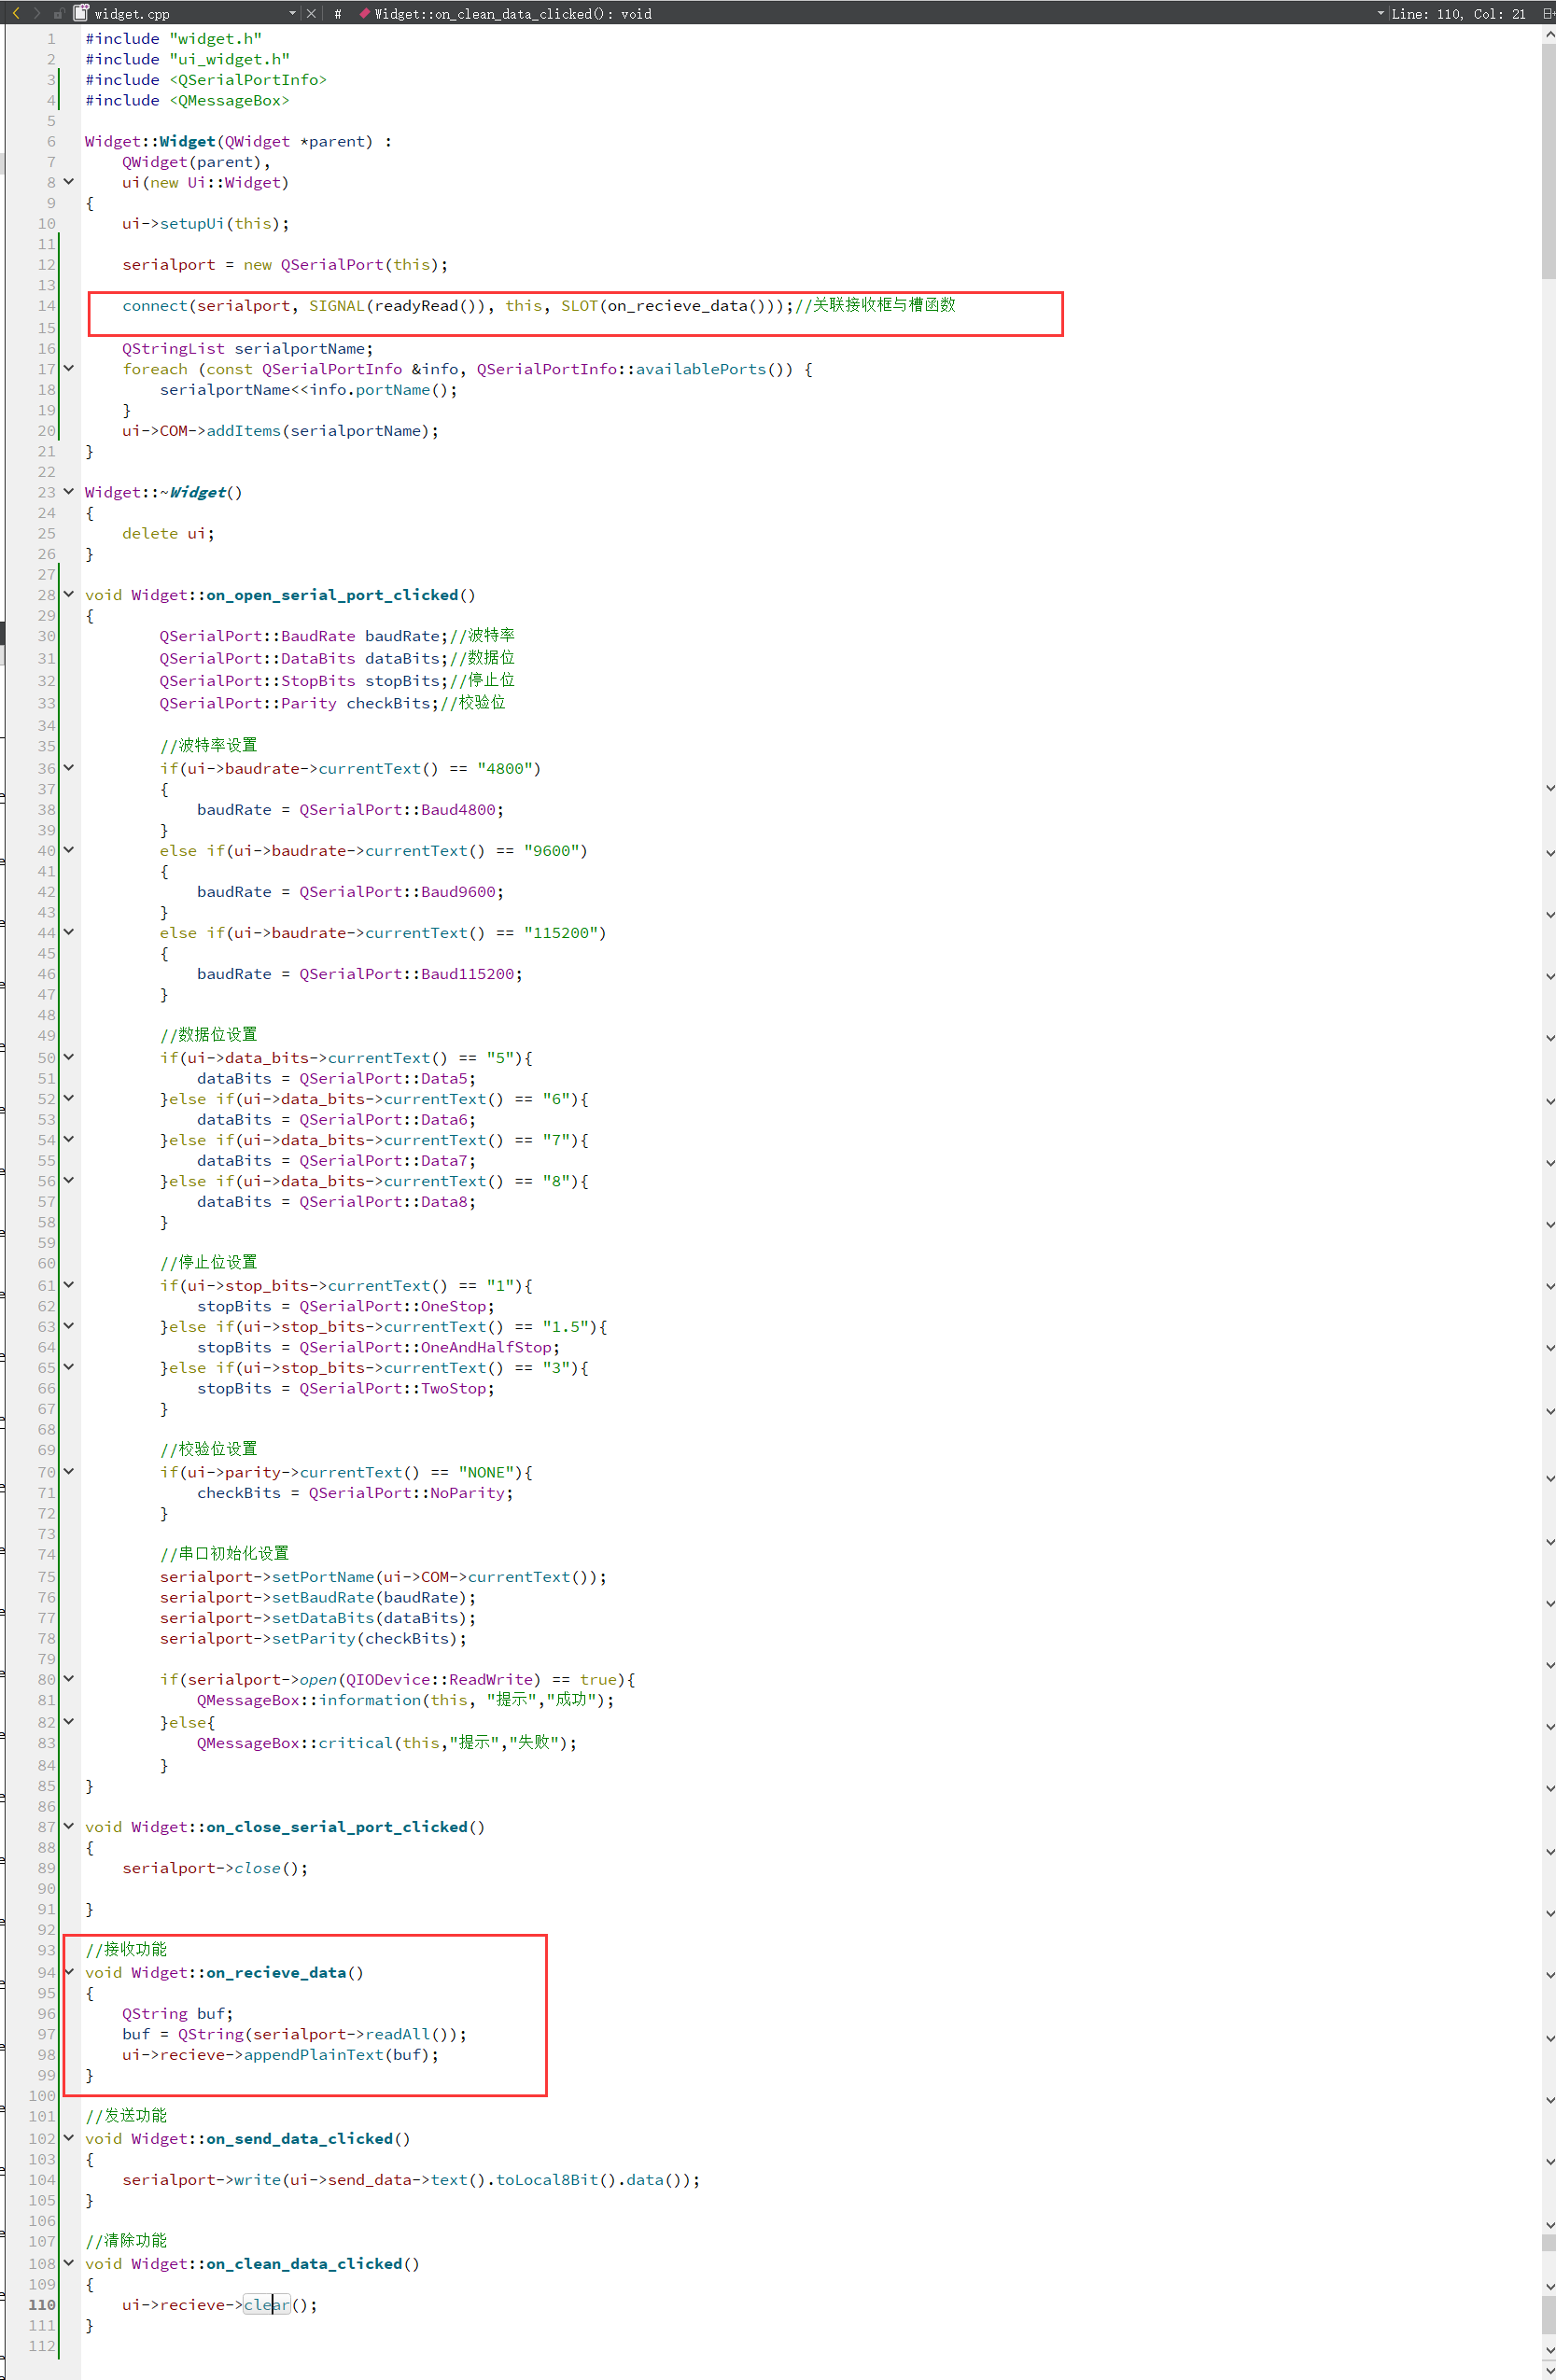 widget.cpp # Widget::on_clean_data_clicked(): void Line: 110, Col: 21
1 #include "widget.h"
2 #include "ui_widget.h"
3 #include <QSerialPortInfo>
4 #include <QMessageBox>
5
6 Widget::Widget(QWidget *parent) :
7 QWidget(parent),
8 ui(new Ui::Widget)
9 {
10 ui->setupUi(this);
11
12 serialport = new QSerialPort(this);
13
14 connect(serialport, SIGNAL(readyRead()), this, SLOT(on_recieve_data()));//关联接收框与槽函数
15
16 QStringList serialportName;
17 foreach (const QSerialPortInfo &info, QSerialPortInfo::availablePorts()) {
18 serialportName<<info.portName();
19 }
20 ui->COM->addItems(serialportName);
21 }
22
23 Widget::~Widget()
24 {
25 delete ui;
26 }
27
28 void Widget::on_open_serial_port_clicked()
29 {
30 QSerialPort::BaudRate baudRate;//波特率
31 QSerialPort::DataBits dataBits;//数据位
32 QSerialPort::StopBits stopBits;//停止位
33 QSerialPort::Parity checkBits;//校验位
34
35 //波特率设置
36 if(ui->baudrate->currentText() == "4800")
37 {
38 baudRate = QSerialPort::Baud4800;
39 }
40 else if(ui->baudrate->currentText() == "9600")
41 {
42 baudRate = QSerialPort::Baud9600;
43 }
44 else if(ui->baudrate->currentText() == "115200")
45 {
46 baudRate = QSerialPort::Baud115200;
47 }
48
49 //数据位设置
50 if(ui->data_bits->currentText() == "5"){
51 dataBits = QSerialPort::Data5;
52 }else if(ui->data_bits->currentText() == "6"){
53 dataBits = QSerialPort::Data6;
54 }else if(ui->data_bits->currentText() == "7"){
55 dataBits = QSerialPort::Data7;
56 }else if(ui->data_bits->currentText() == "8"){
57 dataBits = QSerialPort::Data8;
58 }
59
60 //停止位设置
61 if(ui->stop_bits->currentText() == "1"){
62 stopBits = QSerialPort::OneStop;
63 }else if(ui->stop_bits->currentText() == "1.5"){
64 stopBits = QSerialPort::OneAndHalfStop;
65 }else if(ui->stop_bits->currentText() == "3"){
66 stopBits = QSerialPort::TwoStop;
67 }
68
69 //校验位设置
70 if(ui->parity->currentText() == "NONE"){
71 checkBits = QSerialPort::NoParity;
72 }
73
74 //串口初始化设置
75 serialport->setPortName(ui->COM->currentText());
76 serialport->setBaudRate(baudRate);
77 serialport->setDataBits(dataBits);
78 serialport->setParity(checkBits);
79
80 if(serialport->open(QIODevice::ReadWrite) == true){
81 QMessageBox::information(this, "提示","成功");
82 }else{
83 QMessageBox::critical(this,"提示","失败");
84 }
85 }
86
87 void Widget::on_close_serial_port_clicked()
88 {
89 serialport->close();
90
91 }
92
93 //接收功能
94 void Widget::on_recieve_data()
95 {
96 QString buf;
97 buf = QString(serialport->readAll());
98 ui->recieve->appendPlainText(buf);
99 }
100
101 //发送功能
102 void Widget::on_send_data_clicked()
103 {
104 serialport->write(ui->send_data->text().toLocal8Bit().data());
105 }
106
107 //清除功能
108 void Widget::on_clean_data_clicked()
109 {
110 ui->recieve->clear();
111 }
112